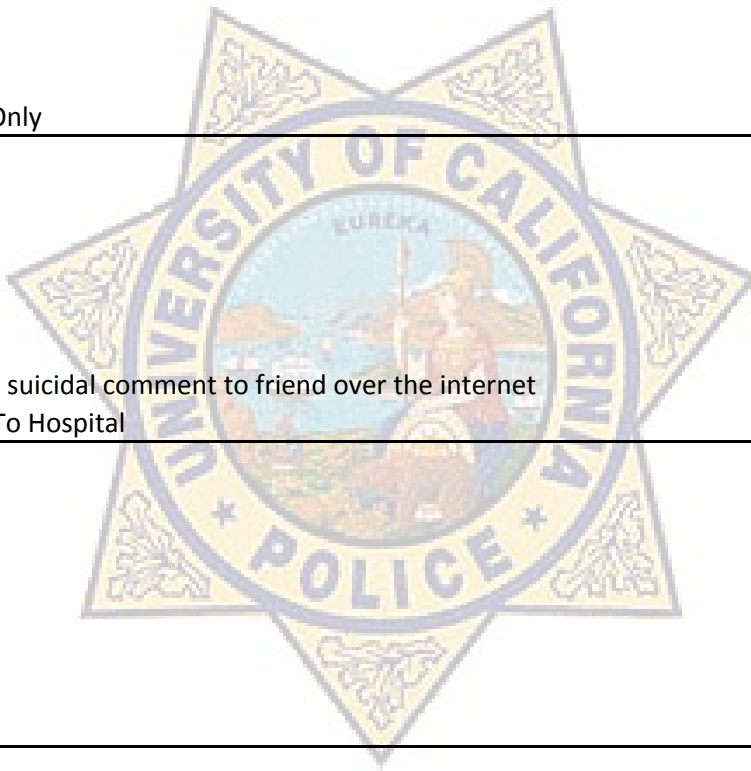 Only
UNIVERSITY OF CALIFORNIA
EUREKA
suicidal comment to friend over the internet
To Hospital
POLICE